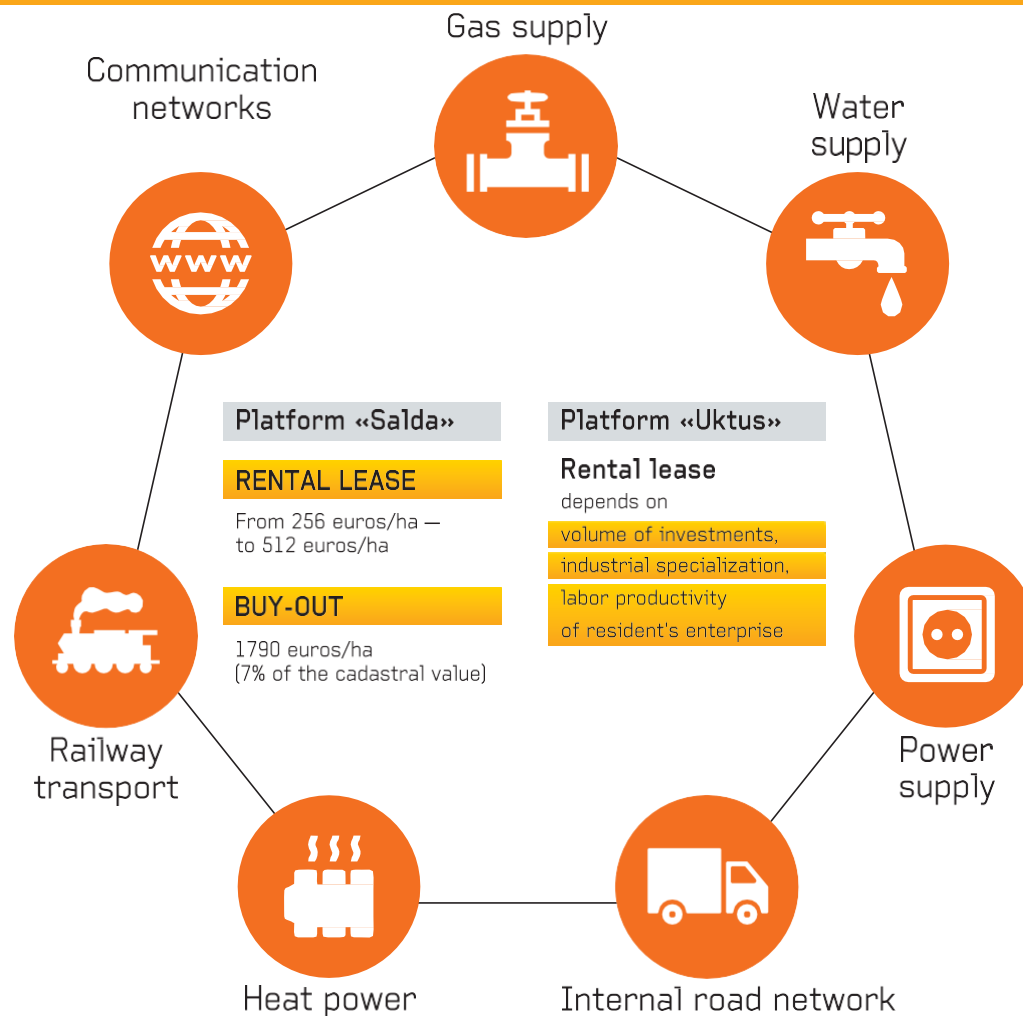 Gas supply
Communication
networks
Water
supply
www
Platform «Salda»
RENTAL LEASE
From 256 euros/ha —
to 512 euros/ha
BUY-OUT
1790 euros/ha
(7% of the cadastral value)
Platform «Uktus»
Rental lease
depends on
volume of investments,
industrial specialization,
labor productivity
of resident's enterprise
Railway
transport
Power
supply
Heat power
Internal road network